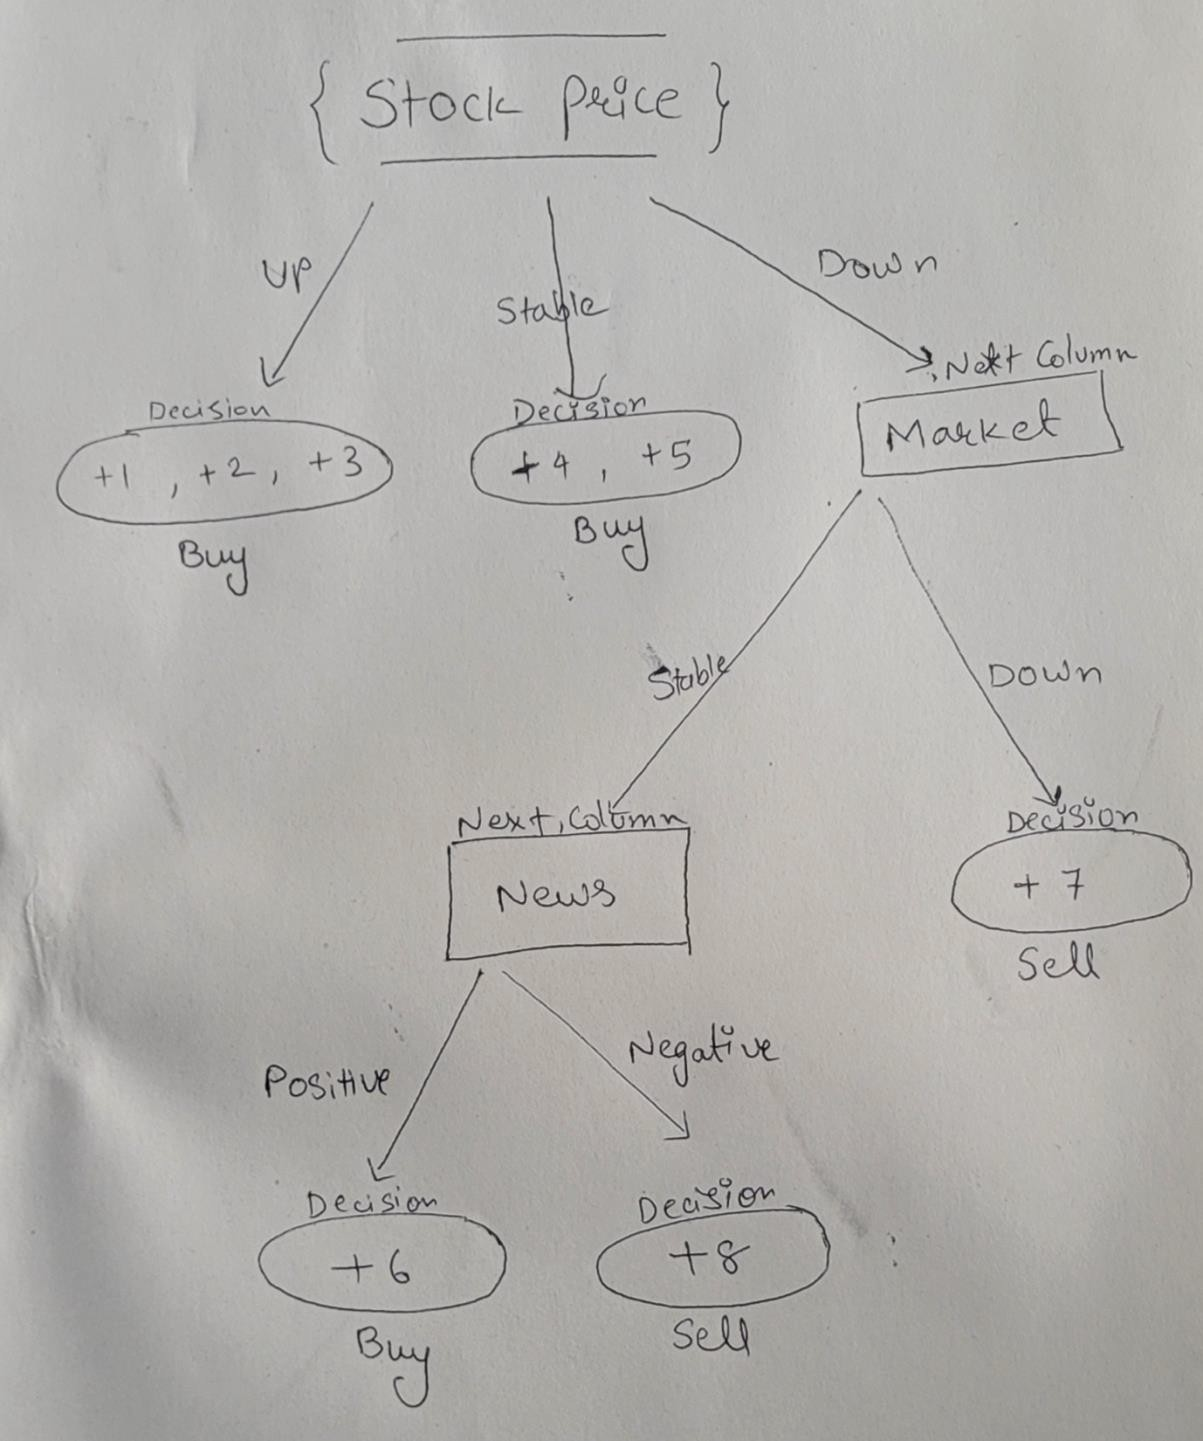 { Stock Price }
UP
Stable
Down
Decision
+1 , +2 , +3
Buy
Decision
+4 , +5
Buy
Next Column
Market
Stable
Down
Next Column
News
Decision
+7
Sell
Positive
Negative
Decision
+6
Buy
Decision
+8
Sell